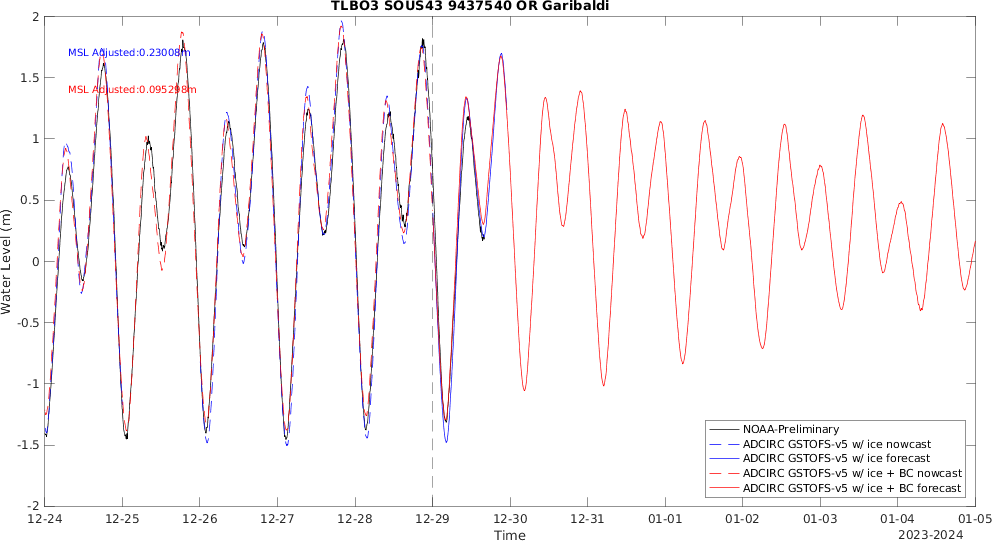 TLBO3 SOUS43 9437540 OR Garibaldi
2
MSL Adjusted:0.23008m
1.5
MSL Adjusted:0.095298m
1
0.5
0
-0.5
-1
-1.5
-2
Water Level (m)
NOAA-Preliminary
ADCIRC GSTOFS-v5 w/ ice nowcast
ADCIRC GSTOFS-v5 w/ ice forecast
ADCIRC GSTOFS-v5 w/ ice + BC nowcast
ADCIRC GSTOFS-v5 w/ ice + BC forecast
12-24 12-25 12-26 12-27 12-28 12-29 12-30 12-31 01-01 01-02 01-03 01-04 01-05
Time
2023-2024